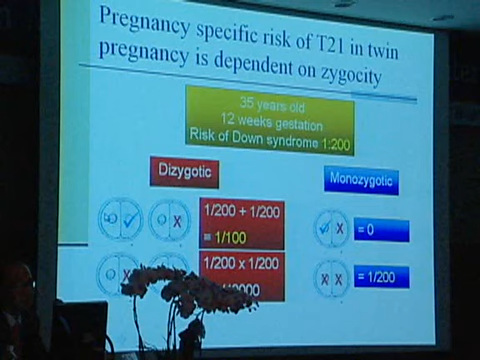 Pregnancy specific risk of T21 in twin
pregnancy is dependent on zygocity
35 years old
12 weeks gestation
Risk of Down syndrome 1:200
Dizygotic
Monozygotic
1/200 + 1/200
= 1/100
= 0
1/200 x 1/200
= 1/200